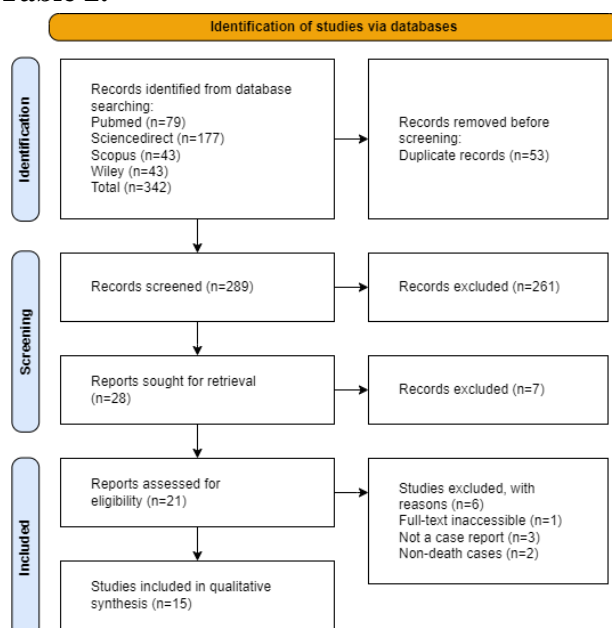 Identification of studies via databases
Identification
Records identified from database
searching:
Pubmed (n=79)
Sciencedirect (n=177)
Scopus (n=43)
Wiley (n=43)
Total (n=342)
Records removed before
screening:
Duplicate records (n=53)
Screening
Records screened (n=289)
Records excluded (n=261)
Reports sought for retrieval
(n=28)
Records excluded (n=7)
Included
Reports assessed for
eligibility (n=21)
Studies excluded, with
reasons (n=6)
Full-text inaccessible (n=1)
Not a case report (n=3)
Non-death cases (n=2)
Studies included in qualitative
synthesis (n=15)